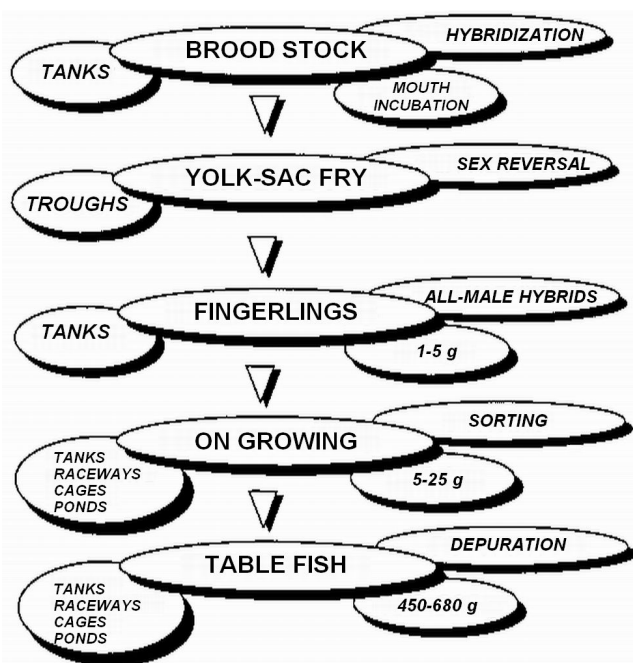 BROOD STOCK
HYBRIDIZATION
TANKS
MOUTH
INCUBATION
YOLK-SAC FRY
SEX REVERSAL
TROUGHS
FINGERLINGS
ALL-MALE HYBRIDS
TANKS
1-5 g
ON GROWING
SORTING
TANKS
RACEWAYS
CAGES
PONDS
5-25 g
TABLE FISH
DEPURATION
TANKS
RACEWAYS
CAGES
PONDS
450-680 g